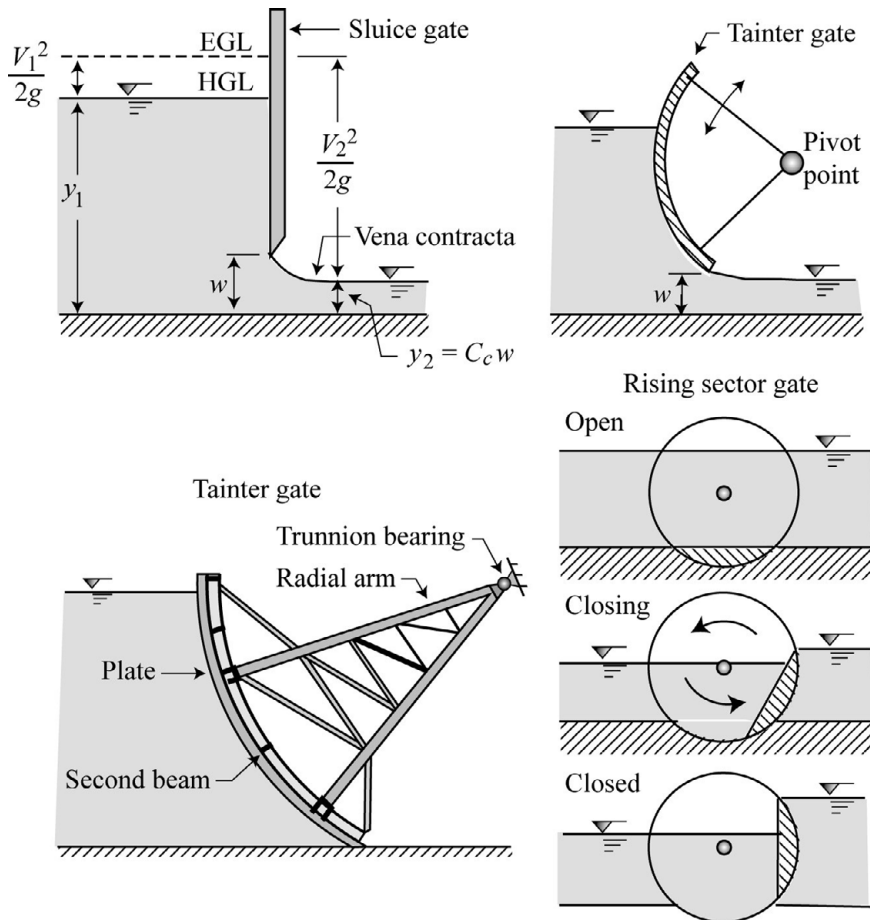 EGL
Sluice gate
V₁²
2g
HGL
V₂²
2g
y₁
Vena contracta
w
y₂ = C_c w
Tainter gate
Pivot
point
w
Rising sector gate
Open
Closing
Closed
Tainter gate
Trunnion bearing
Radial arm
Plate
Second beam